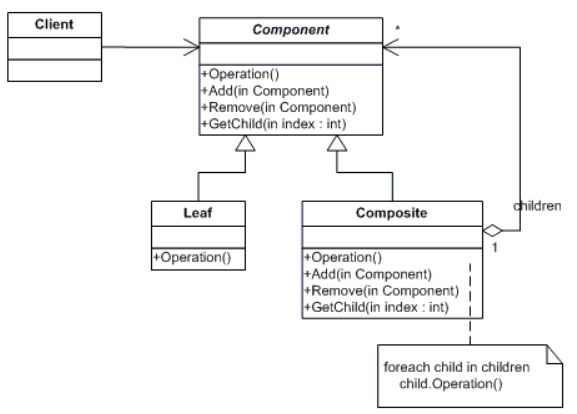 Client
Component
*
+Operation()
+Add(in Component)
+Remove(in Component)
+GetChild(in index : int)
children
Leaf
+Operation()
Composite
1
+Operation()
+Add(in Component)
+Remove(in Component)
+GetChild(in index : int)
foreach child in children
child.Operation()